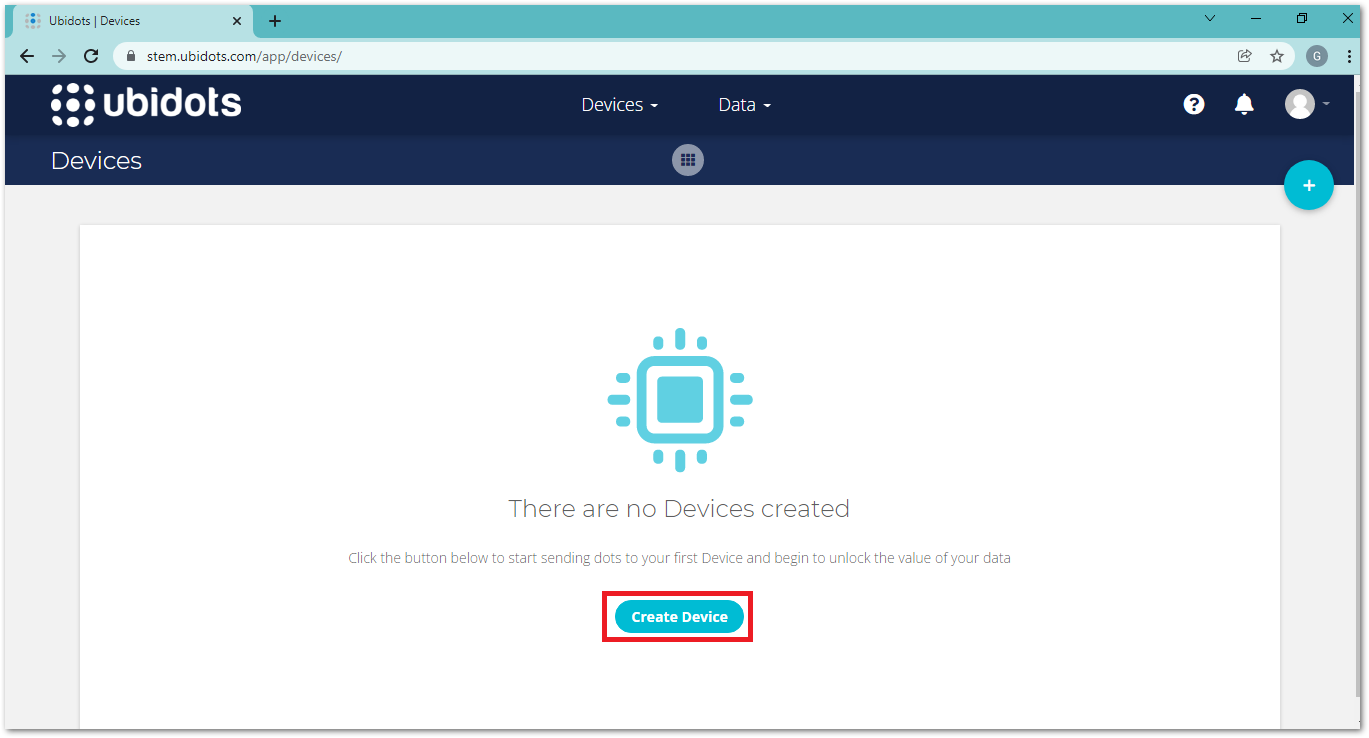 Ubidots | Devices
stem.ubidots.com/app/devices/
G
ubidots
Devices
Data
?
Devices
+
There are no Devices created
Click the button below to start sending dots to your first Device and begin to unlock the value of your data
Create Device